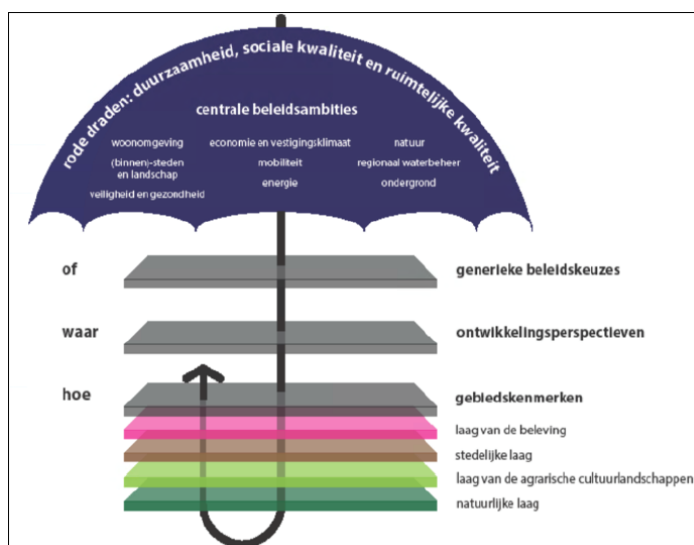 rode draden: duurzaamheid, sociale kwaliteit en ruimtelijke kwaliteit
centrale beleidsambities
woonomgeving
(binnen)-steden
en landschap
veiligheid en gezondheid
economie en vestigingsklimaat
mobiliteit
energie
natuur
regionaal waterbeheer
ondergrond
of
generieke beleidskeuzes
waar
ontwikkelingsperspectieven
hoe
gebiedskenmerken
laag van de beleving
stedelijke laag
laag van de agrarische cultuurlandschappen
natuurlijke laag